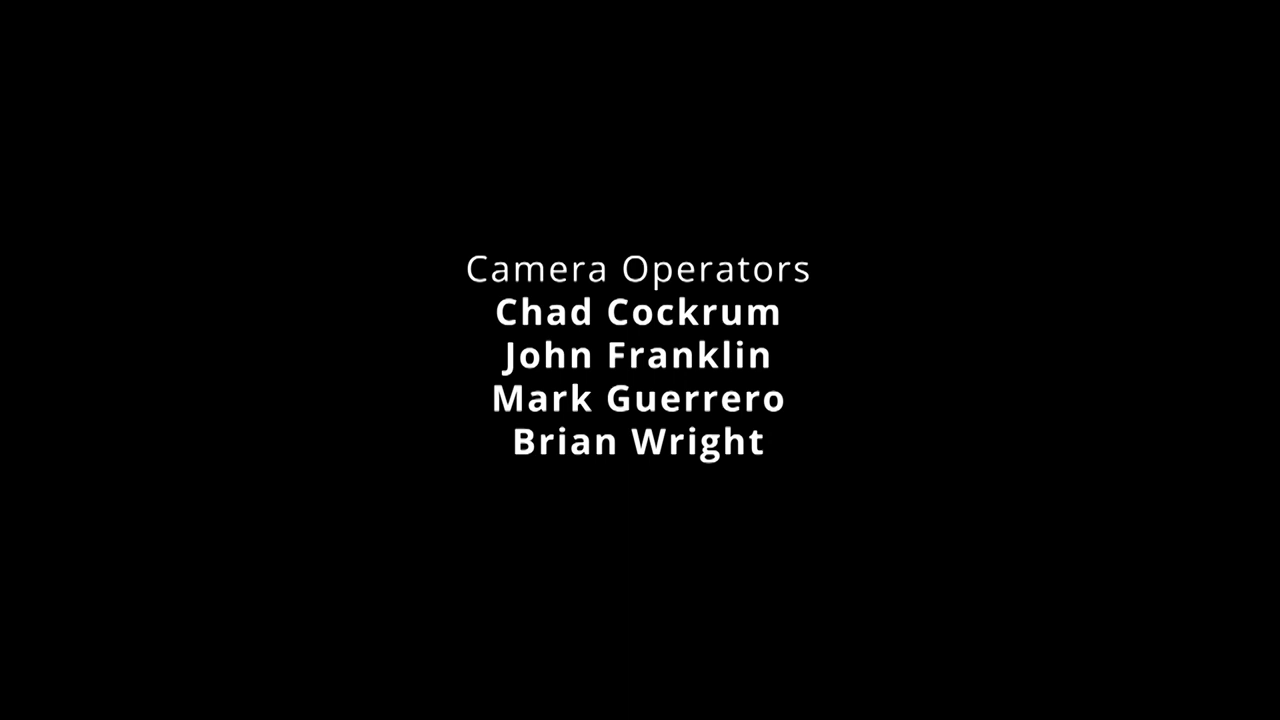 Camera Operators
Chad Cockrum
John Franklin
Mark Guerrero
Brian Wright